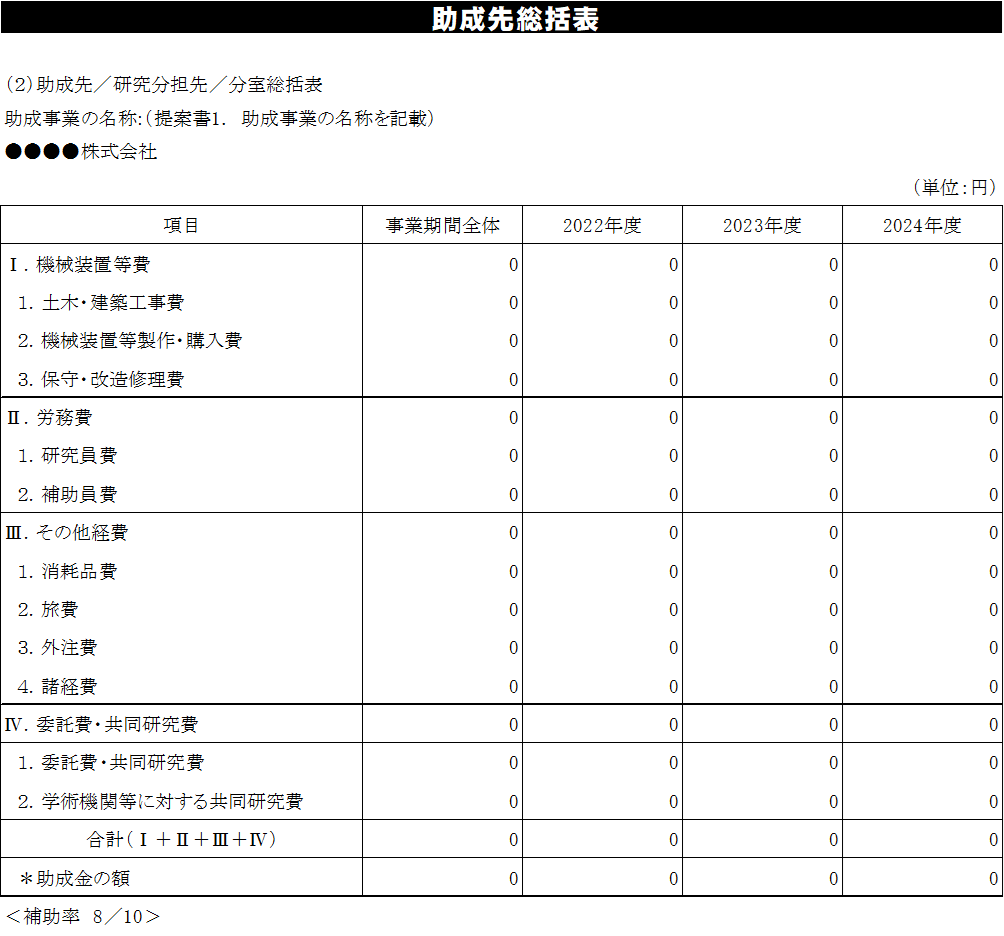 助成先総括表
（2）助成先／研究分担先／分室総括表
助成事業の名称：（提案書1． 助成事業の名称を記載）
●●●●株式会社
（単位：円）
項目 事業期間全体 2022年度 2023年度 2024年度
Ⅰ．機械装置等費 0 0 0 0
1．土木・建築工事費 0 0 0 0
2．機械装置等製作・購入費 0 0 0 0
3．保守・改造修理費 0 0 0 0
Ⅱ．労務費 0 0 0 0
1．研究員費 0 0 0 0
2．補助員費 0 0 0 0
Ⅲ．その他経費 0 0 0 0
1．消耗品費 0 0 0 0
2．旅費 0 0 0 0
3．外注費 0 0 0 0
4．諸経費 0 0 0 0
Ⅳ．委託費・共同研究費 0 0 0 0
1．委託費・共同研究費 0 0 0 0
2．学術機関等に対する共同研究費 0 0 0 0
合計（Ⅰ＋Ⅱ＋Ⅲ＋Ⅳ） 0 0 0 0
＊助成金の額 0 0 0 0
＜補助率 8／10＞